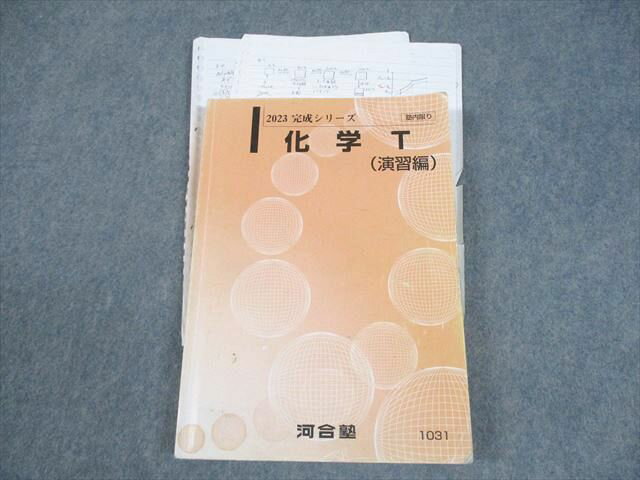 2023 完成シリーズ
塾内限り
化学T
(演習編)
河合塾
1031